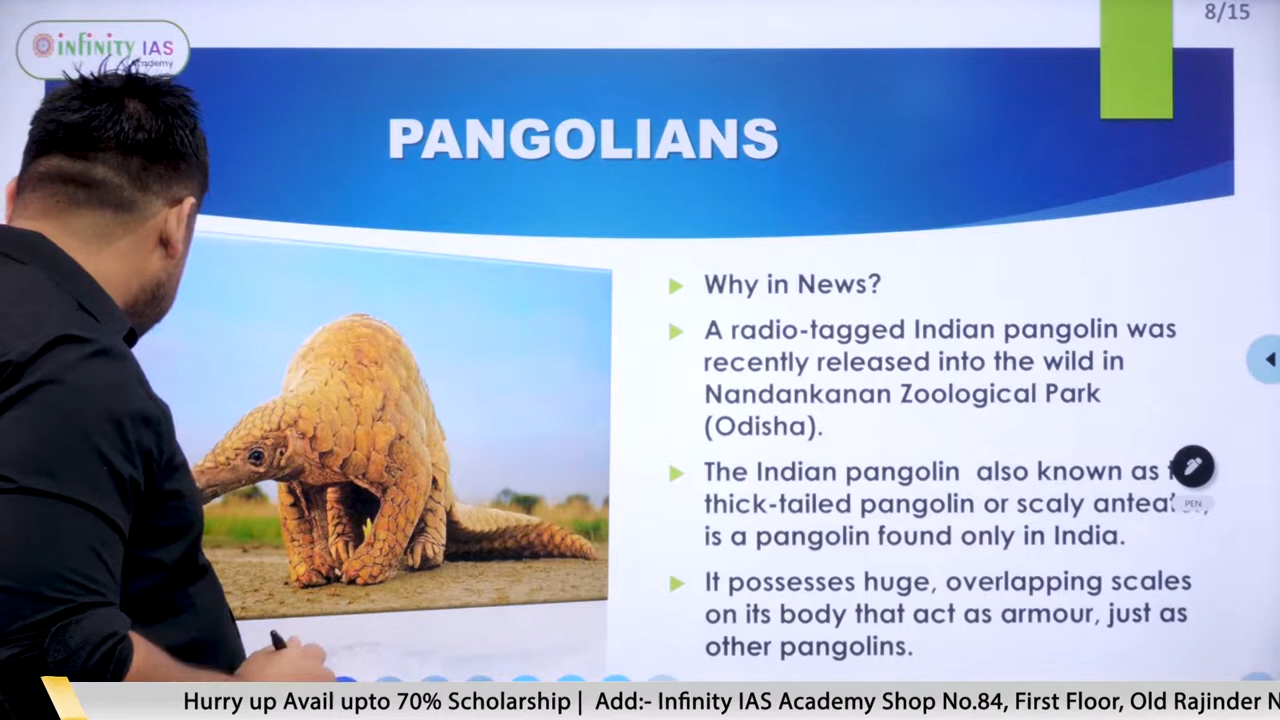 8/15
infinity IAS
Academy
PANGOLIANS
Why in News?
A radio-tagged Indian pangolin was
recently released into the wild in
Nandankanan Zoological Park
(Odisha).
The Indian pangolin also known as
thick-tailed pangolin or scaly
PEN
is a pangolin found only in India.
It possesses huge, overlapping scales
on its body that act as armour, just as
other pangolins.
Hurry up Avail upto 70% Scholarship | Add:- Infinity IAS Academy Shop No.84, First Floor, Old Rajinder